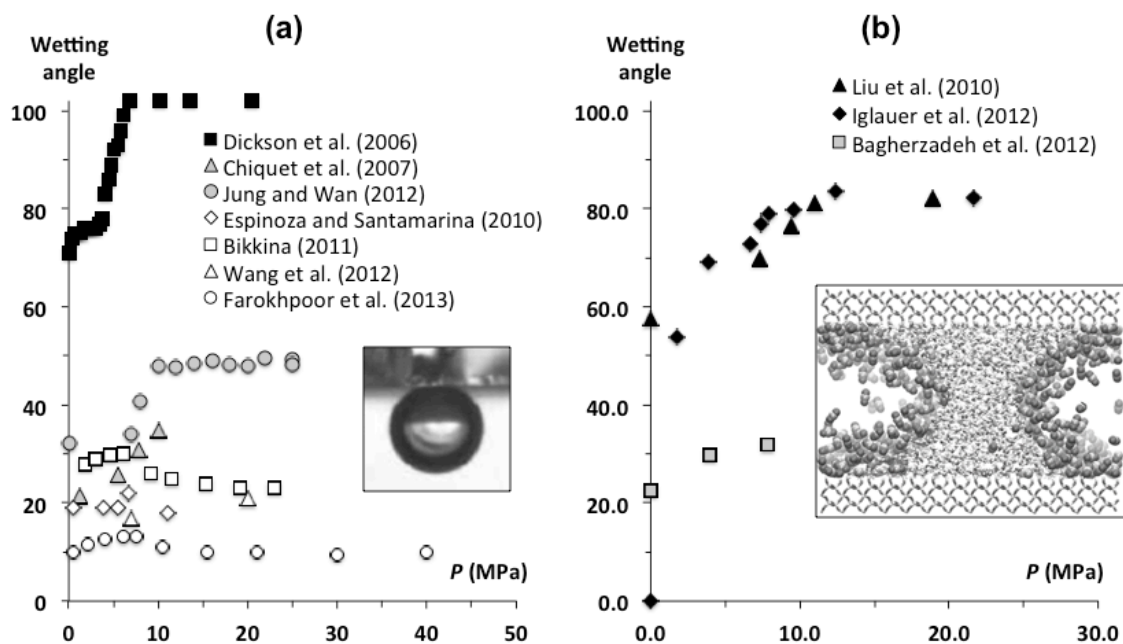 (a)
Wetting
angle
100
80
60
40
20
0
0
10
20
30
40
50
P (MPa)
Dickson et al. (2006)
Chiquet et al. (2007)
Jung and Wan (2012)
Espinoza and Santamarina (2010)
Bikkina (2011)
Wang et al. (2012)
Farokhpoor et al. (2013)
(b)
Wetting
angle
100.0
80.0
60.0
40.0
20.0
0.0
0.0
10.0
20.0
30.0
P (MPa)
Liu et al. (2010)
Iglauer et al. (2012)
Bagherzadeh et al. (2012)